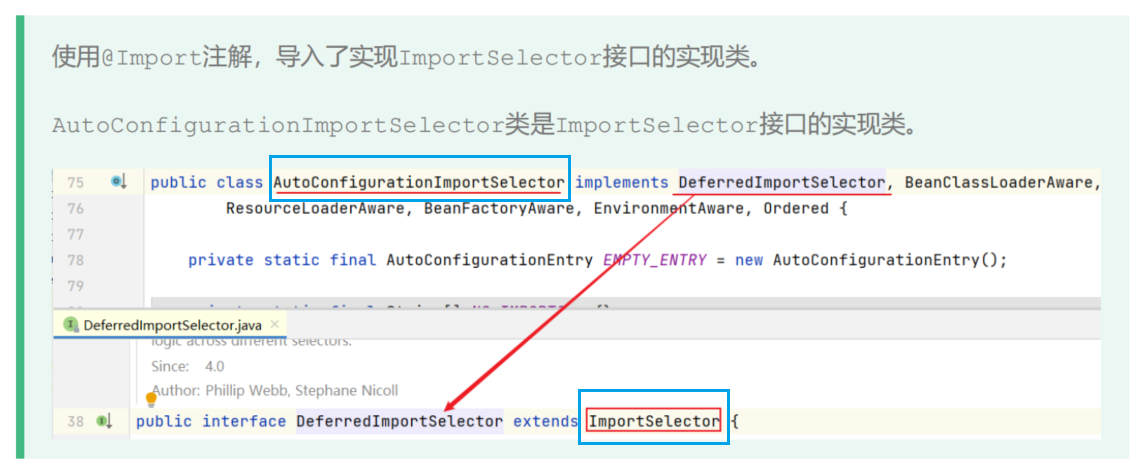 使用@Import注解，导入了实现ImportSelector接口的实现类。
AutoConfigurationImportSelector类是ImportSelector接口的实现类。
75 public class AutoConfigurationImportSelector implements DeferredImportSelector, BeanClassLoaderAware,
76 ResourceLoaderAware, BeanFactoryAware, EnvironmentAware, Ordered {
77
78 private static final AutoConfigurationEntry EMPTY_ENTRY = new AutoConfigurationEntry();
79
DeferredImportSelector.java
logic across different selectors.
Since: 4.0
Author: Phillip Webb, Stephane Nicoll
38 public interface DeferredImportSelector extends ImportSelector {